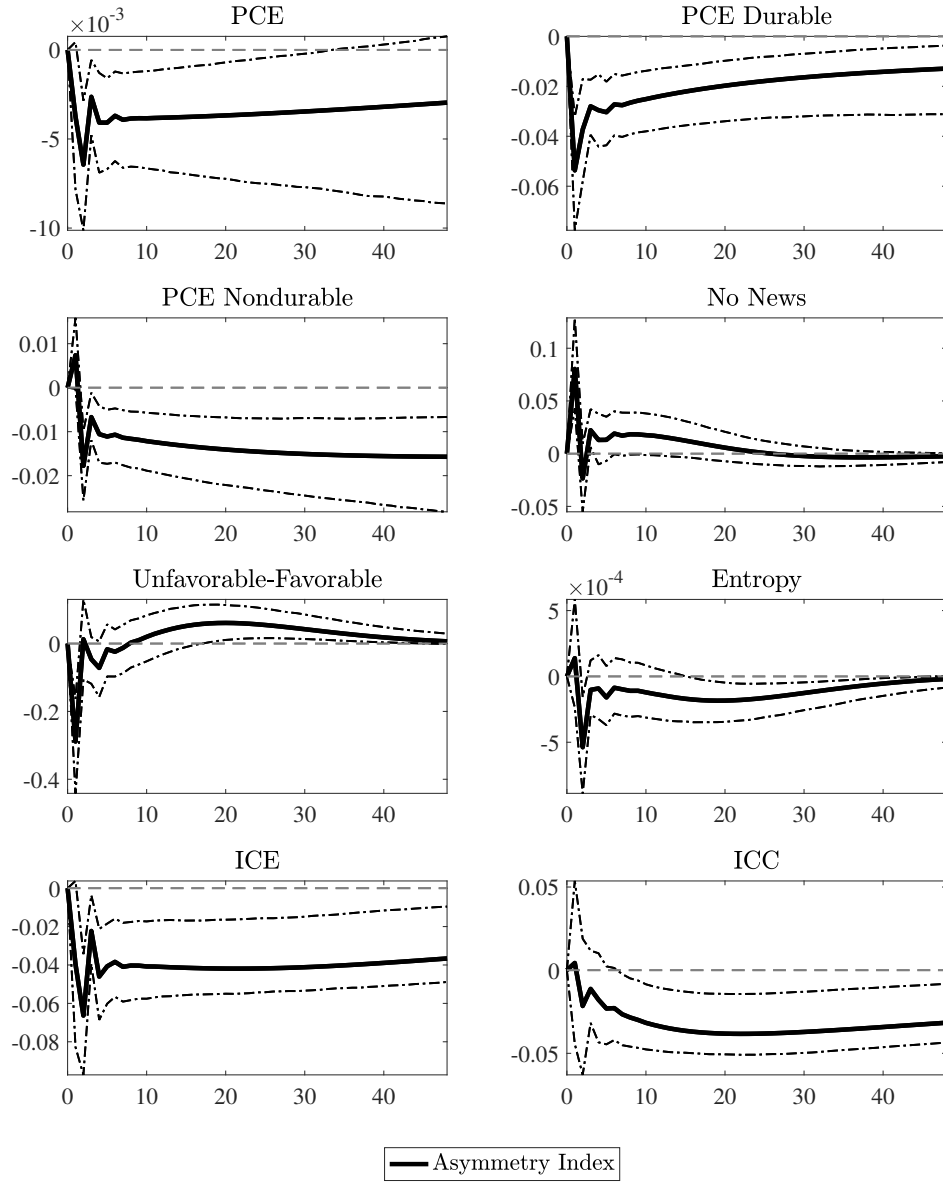 PCE
×10⁻³
0
-5
-10
0 10 20 30 40
PCE Durable
0
-0.02
-0.04
-0.06
0 10 20 30 40
PCE Nondurable
0.01
0
-0.01
-0.02
0 10 20 30 40
No News
0.1
0.05
0
-0.05
0 10 20 30 40
Unfavorable-Favorable
0
-0.2
-0.4
0 10 20 30 40
Entropy
×10⁻⁴
5
0
-5
0 10 20 30 40
ICE
0
-0.02
-0.04
-0.06
-0.08
0 10 20 30 40
ICC
0.05
0
-0.05
0 10 20 30 40
Asymmetry Index